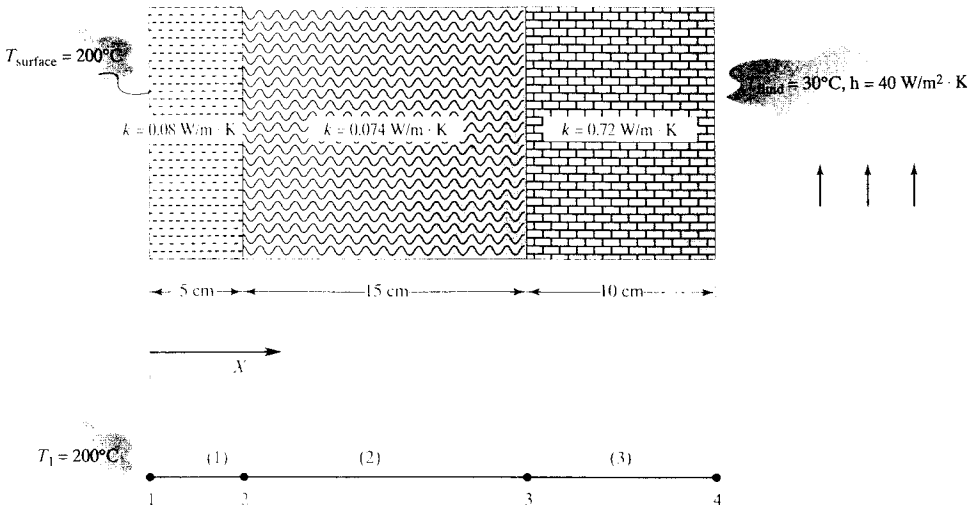 T_surface = 200°C
= 30°C, h = 40 W/m² · K
k = 0.08 W/m · K
k = 0.074 W/m · K
k = 0.72 W/m · K
5 cm
15 cm
10 cm
X
T₁ = 200°C
(1)
(2)
(3)
1
2
3
4